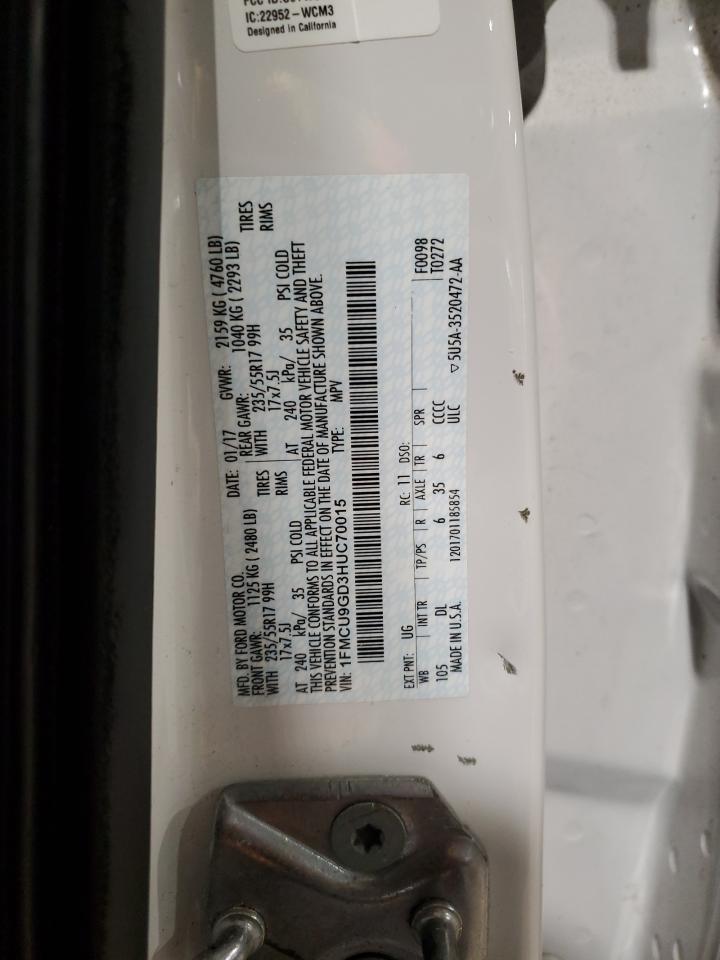 IC:22952-WCM3
Designed in California
MFD. BY FORD MOTOR CO.
DATE: 01/17 GVWR: 2159 KG ( 4760 LB)
FRONT GAWR: 1125 KG ( 2480 LB)
REAR GAWR: 1040 KG ( 2293 LB)
WITH 235/55R17 99H TIRES
WITH 235/55R17 99H TIRES
17x7.5J RIMS
17x7.5J RIMS
AT 240 kPa/ 35 PSI COLD
AT 240 kPa/ 35 PSI COLD
THIS VEHICLE CONFORMS TO ALL APPLICABLE FEDERAL MOTOR VEHICLE SAFETY AND THEFT
PREVENTION STANDARDS IN EFFECT ON THE DATE OF MANUFACTURE SHOWN ABOVE.
VIN: 1FMCU9GD3HUC70015
TYPE: MPV
EXT PNT: UG RC: 11 DSO:
WB INT TR TP/PS R AXLE TR SPR F0098
105 DL 6 35 6 CCCC T0272
MADE IN U.S.A. 1201701185854 ULC ▽5U5A-3520472-AA